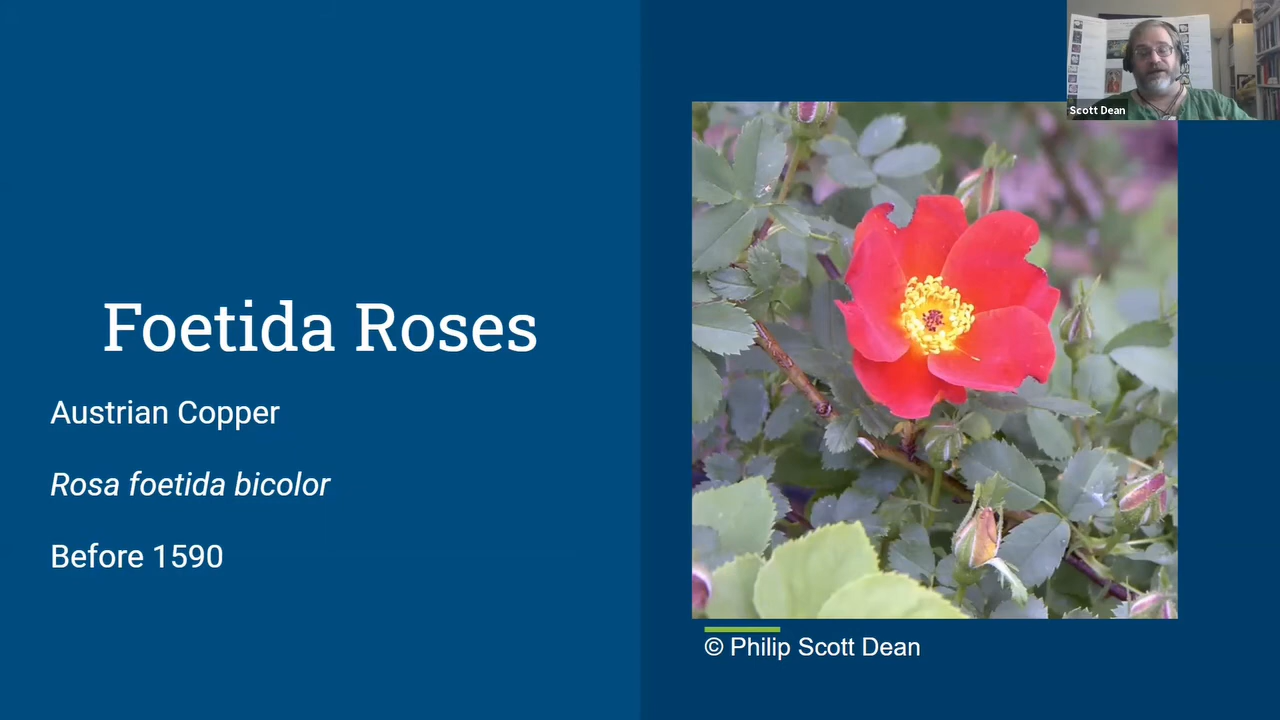 Scott Dean
Foetida Roses
Austrian Copper
Rosa foetida bicolor
Before 1590
© Philip Scott Dean